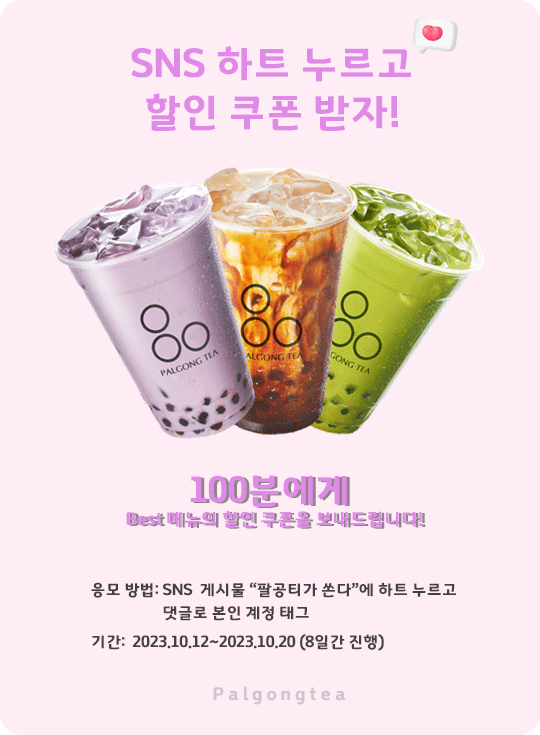 SNS 하트 누르고
할인 쿠폰 받자!
PALGONG TEA
PALGONG TEA
PALGONG TEA
100분에게
Best 메뉴의 할인 쿠폰을 보내드립니다!
응모 방법: SNS 게시물 “팔공티가 쏜다”에 하트 누르고
댓글로 본인 계정 태그
기간: 2023.10.12~2023.10.20 (8일간 진행)
Palgongtea